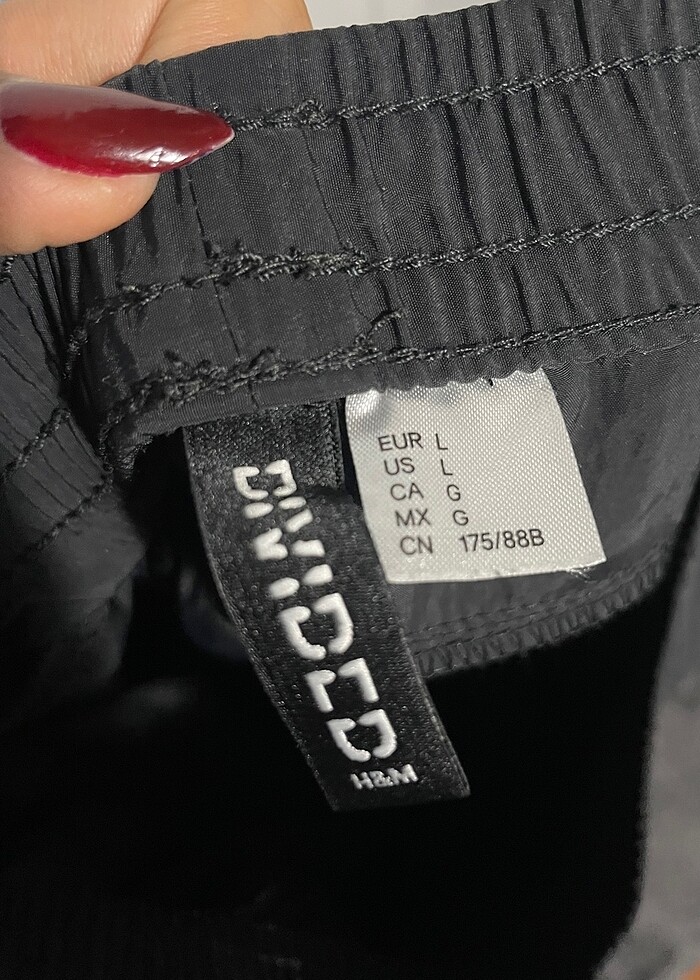 EUR L
US L
CA G
MX G
CN 175/88B
DIVIDED
H&M